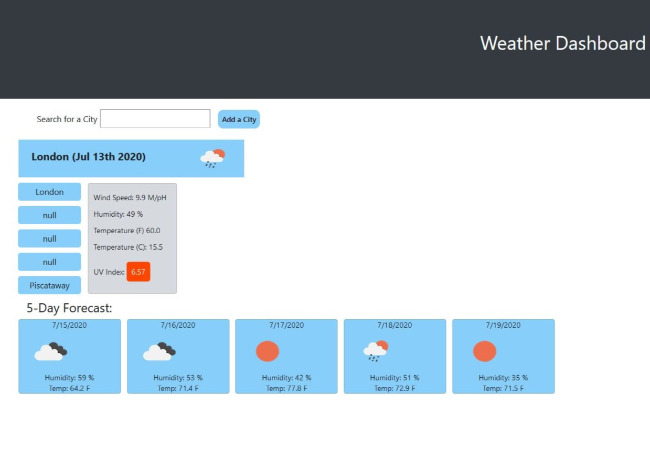 Weather Dashboard
Search for a City
Add a City
London (Jul 13th 2020)
London
null
null
null
Piscataway
Wind Speed: 9.9 M/pH
Humidity: 49 %
Temperature (F) 60.0
Temperature (C): 15.5
UV Index: 6.57
5-Day Forecast:
7/15/2020
Humidity: 59 %
Temp: 64.2 F
7/16/2020
Humidity: 53 %
Temp: 71.4 F
7/17/2020
Humidity: 42 %
Temp: 77.8 F
7/18/2020
Humidity: 51 %
Temp: 72.9 F
7/19/2020
Humidity: 35 %
Temp: 71.5 F